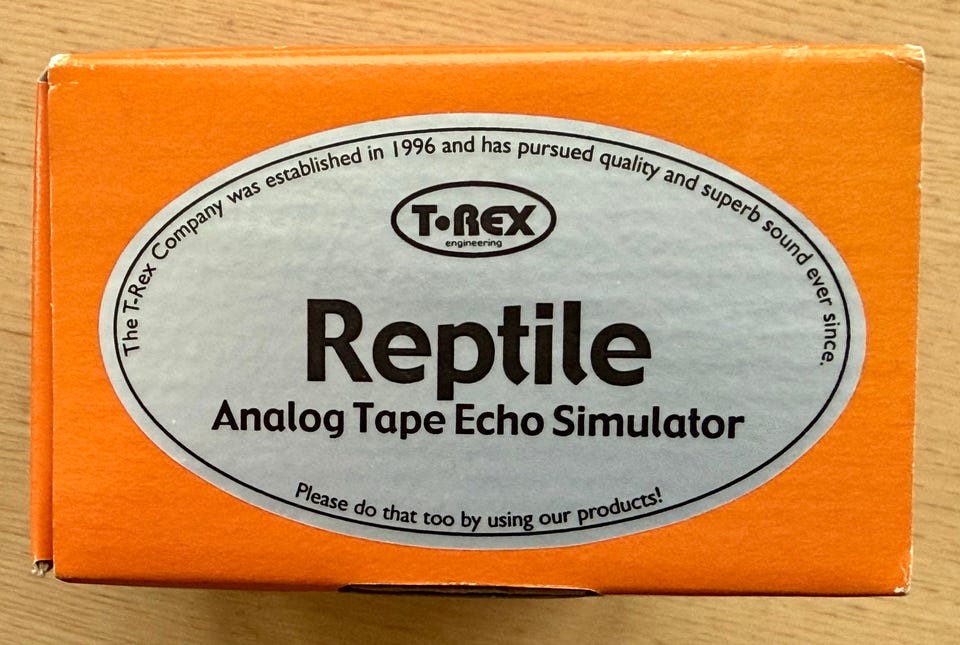 The T-Rex Company was established in 1996 and has pursued quality and superb sound ever since.
T•REX
engineering
Reptile
Analog Tape Echo Simulator
Please do that too by using our products!